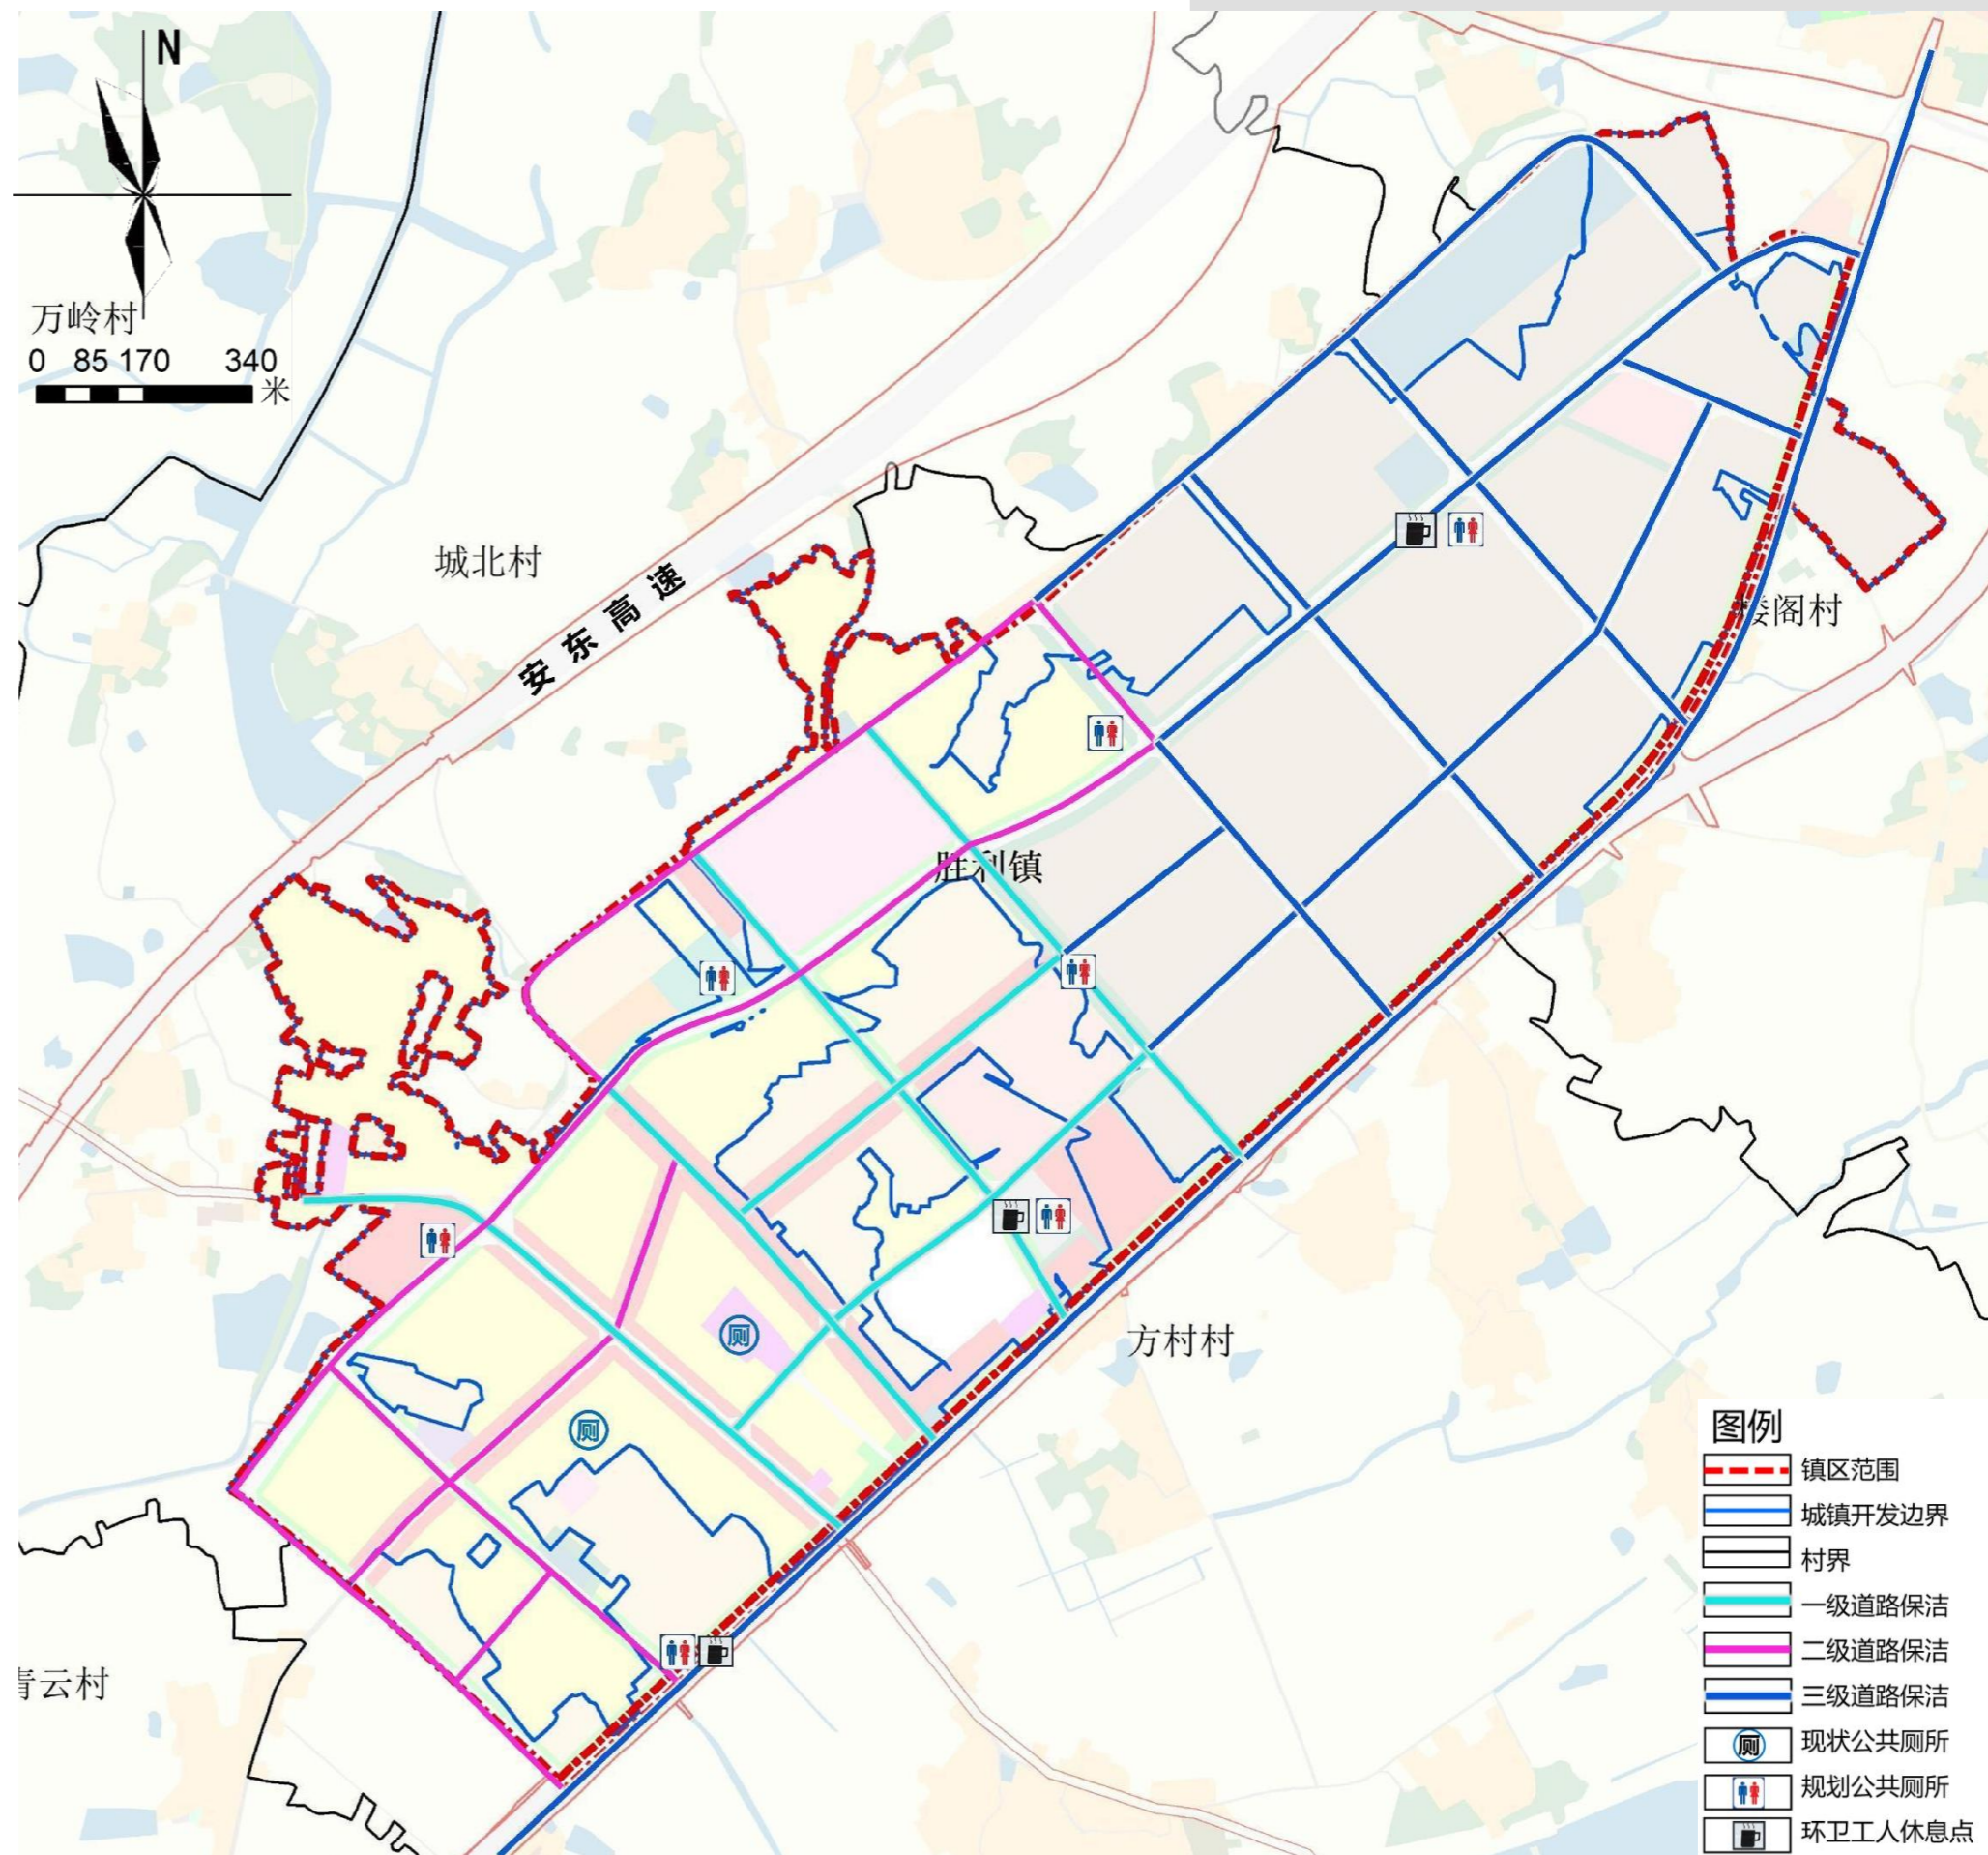 N
万岭村
0 85 170 340
米
城北村
安东高速
楼阁村
胜利镇
方村村
青云村
图例
镇区范围
城镇开发边界
村界
一级道路保洁
二级道路保洁
三级道路保洁
厕 现状公共厕所
规划公共厕所
环卫工人休息点
厕
厕